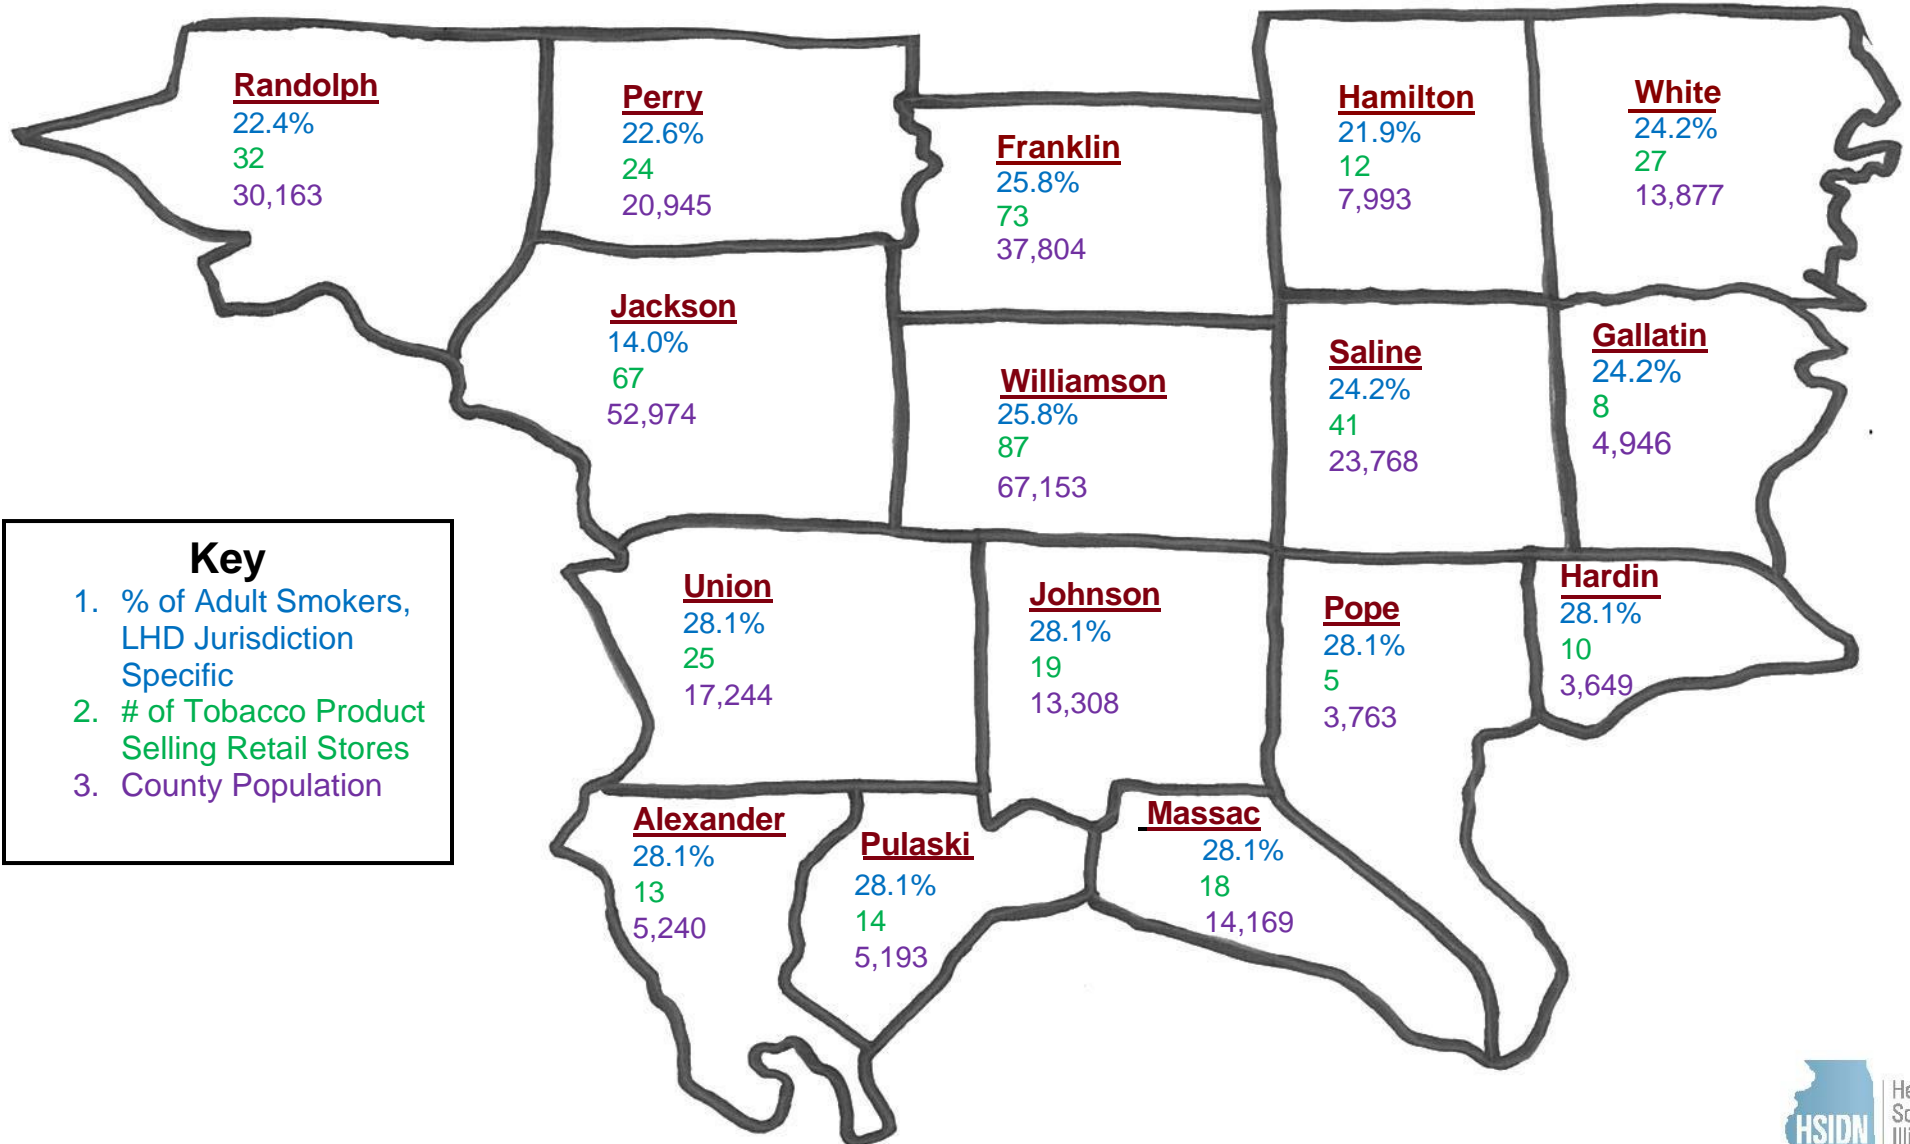 Randolph
22.4%
32
30,163
Perry
22.6%
24
20,945
Franklin
25.8%
73
37,804
Hamilton
21.9%
12
7,993
White
24.2%
27
13,877
Jackson
14.0%
67
52,974
Williamson
25.8%
87
67,153
Saline
24.2%
41
23,768
Gallatin
24.2%
8
4,946
Key
1. % of Adult Smokers,
LHD Jurisdiction
Specific
2. # of Tobacco Product
Selling Retail Stores
3. County Population
Union
28.1%
25
17,244
Johnson
28.1%
19
13,308
Pope
28.1%
5
3,763
Hardin
28.1%
10
3,649
Alexander
28.1%
13
5,240
Pulaski
28.1%
14
5,193
Massac
28.1%
18
14,169
HSIDN